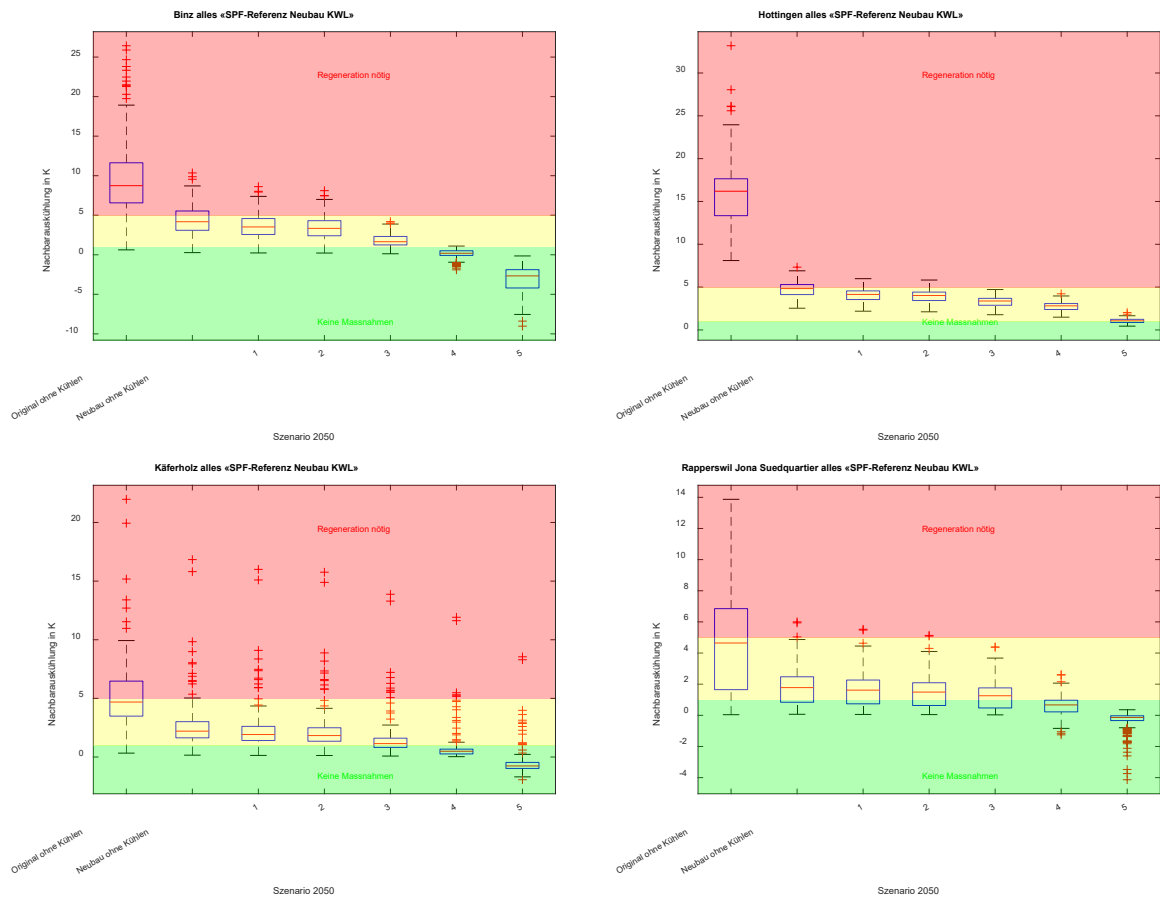 Binz alles «SPF-Referenz Neubau KWL»
25
20
15
10
5
0
-5
-10
Nachbarauskühlung in K
Regeneration nötig
Keine Massnahmen
Original ohne Kühlen
Neubau ohne Kühlen
1
2
3
4
5
Szenario 2050
Hottingen alles «SPF-Referenz Neubau KWL»
30
25
20
15
10
5
0
Nachbarauskühlung in K
Regeneration nötig
Keine Massnahmen
Original ohne Kühlen
Neubau ohne Kühlen
1
2
3
4
5
Szenario 2050
Käferholz alles «SPF-Referenz Neubau KWL»
20
15
10
5
0
Nachbarauskühlung in K
Regeneration nötig
Keine Massnahmen
Original ohne Kühlen
Neubau ohne Kühlen
1
2
3
4
5
Szenario 2050
Rapperswil Jona Suedquartier alles «SPF-Referenz Neubau KWL»
14
12
10
8
6
4
2
0
-2
-4
Nachbarauskühlung in K
Regeneration nötig
Keine Massnahmen
Original ohne Kühlen
Neubau ohne Kühlen
1
2
3
4
5
Szenario 2050